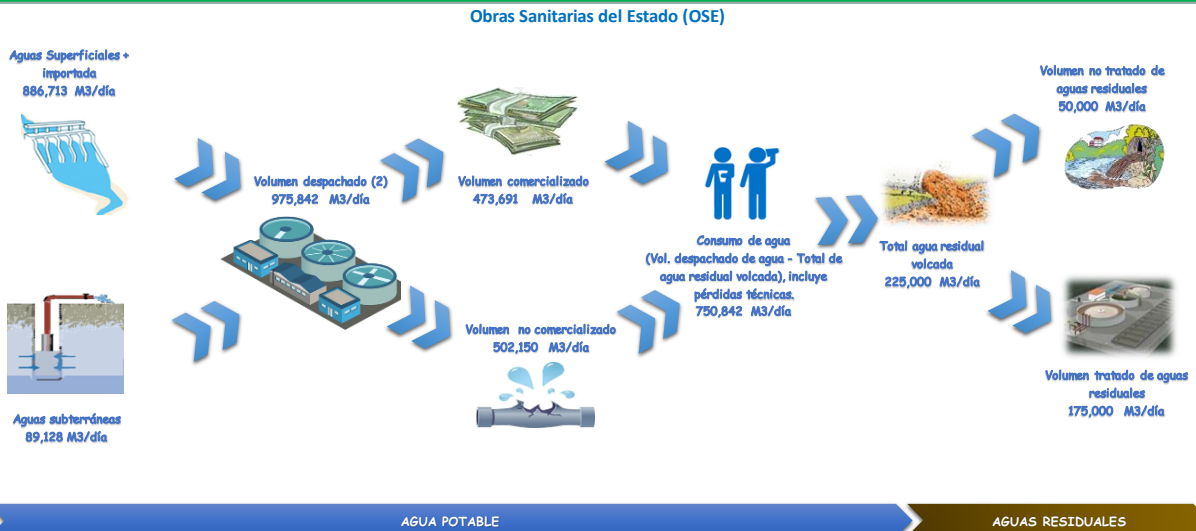 Obras Sanitarias del Estado (OSE)
Aguas Superficiales +
importada
886,713 M3/día
Aguas subterráneas
89,128 M3/día
Volumen despachado (2)
975,842 M3/día
Volumen comercializado
473,691 M3/día
Volumen no comercializado
502,150 M3/día
Consumo de agua
(Vol. despachado de agua - Total de
agua residual volcada), incluye
pérdidas técnicas.
750,842 M3/día
Total agua residual
volcada
225,000 M3/día
Volumen no tratado de
aguas residuales
50,000 M3/día
Volumen tratado de aguas
residuales
175,000 M3/día
AGUA POTABLE
AGUAS RESIDUALES